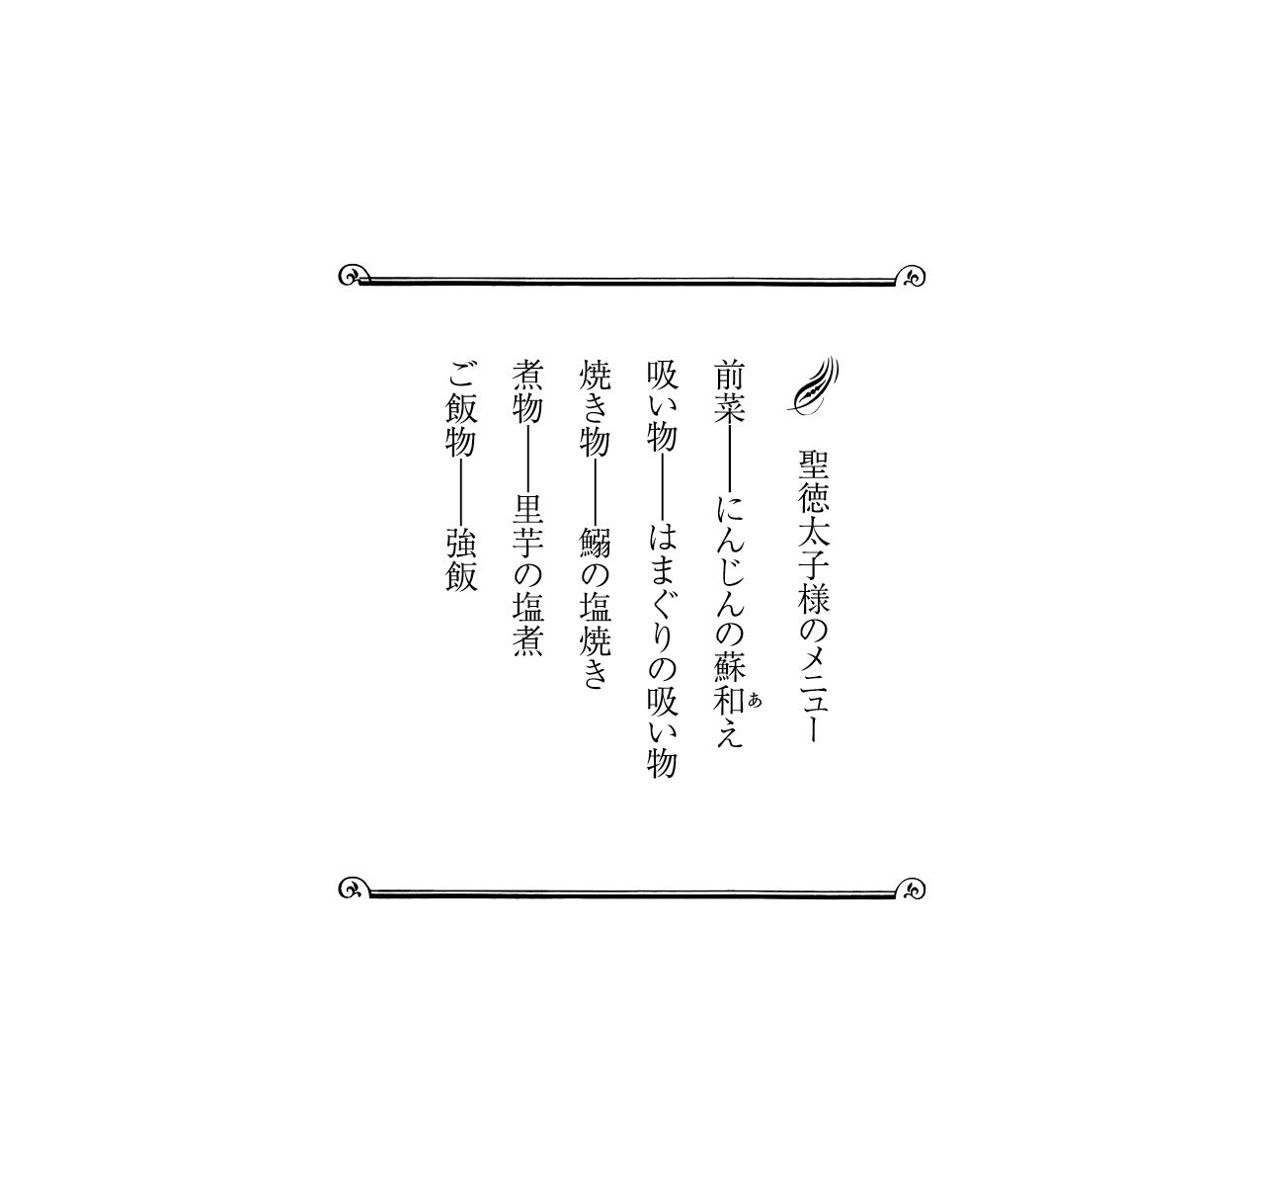 聖徳太子様のメニュー
前菜――にんじんの蘇和え
あ
吸い物――はまぐりの吸い物
焼き物――鰯の塩焼き
煮物――里芋の塩煮
ご飯物――強飯